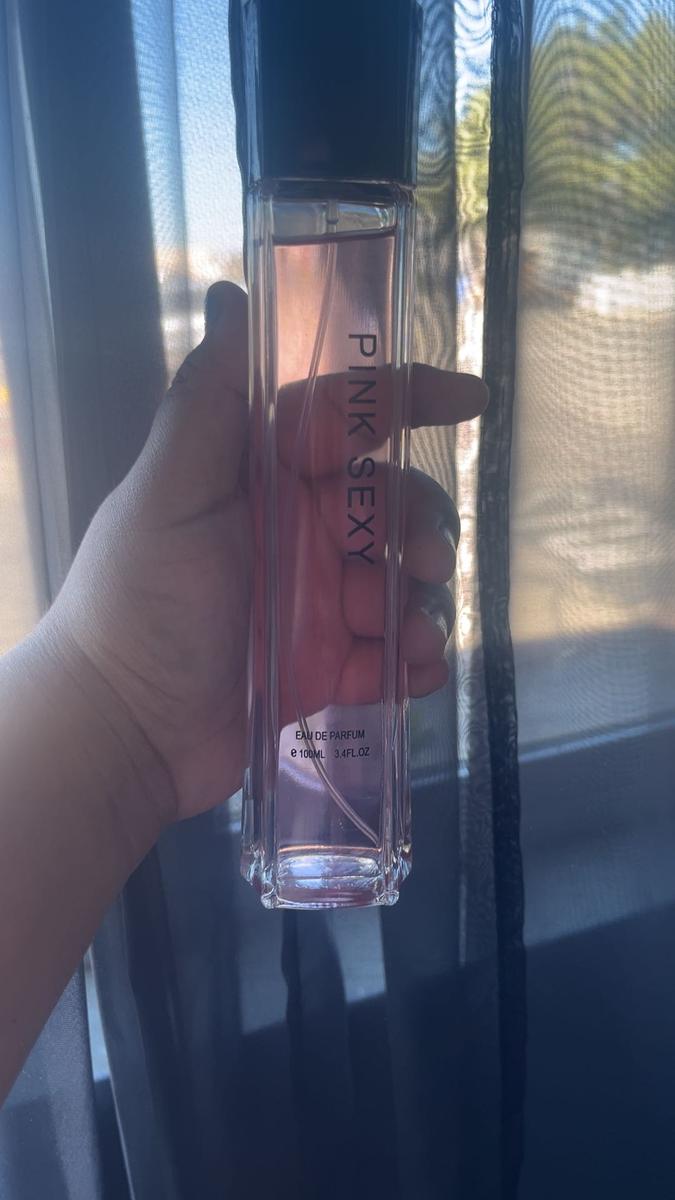 PINK SEXY
EAU DE PARFUM
e 100ML 3.4FL.OZ